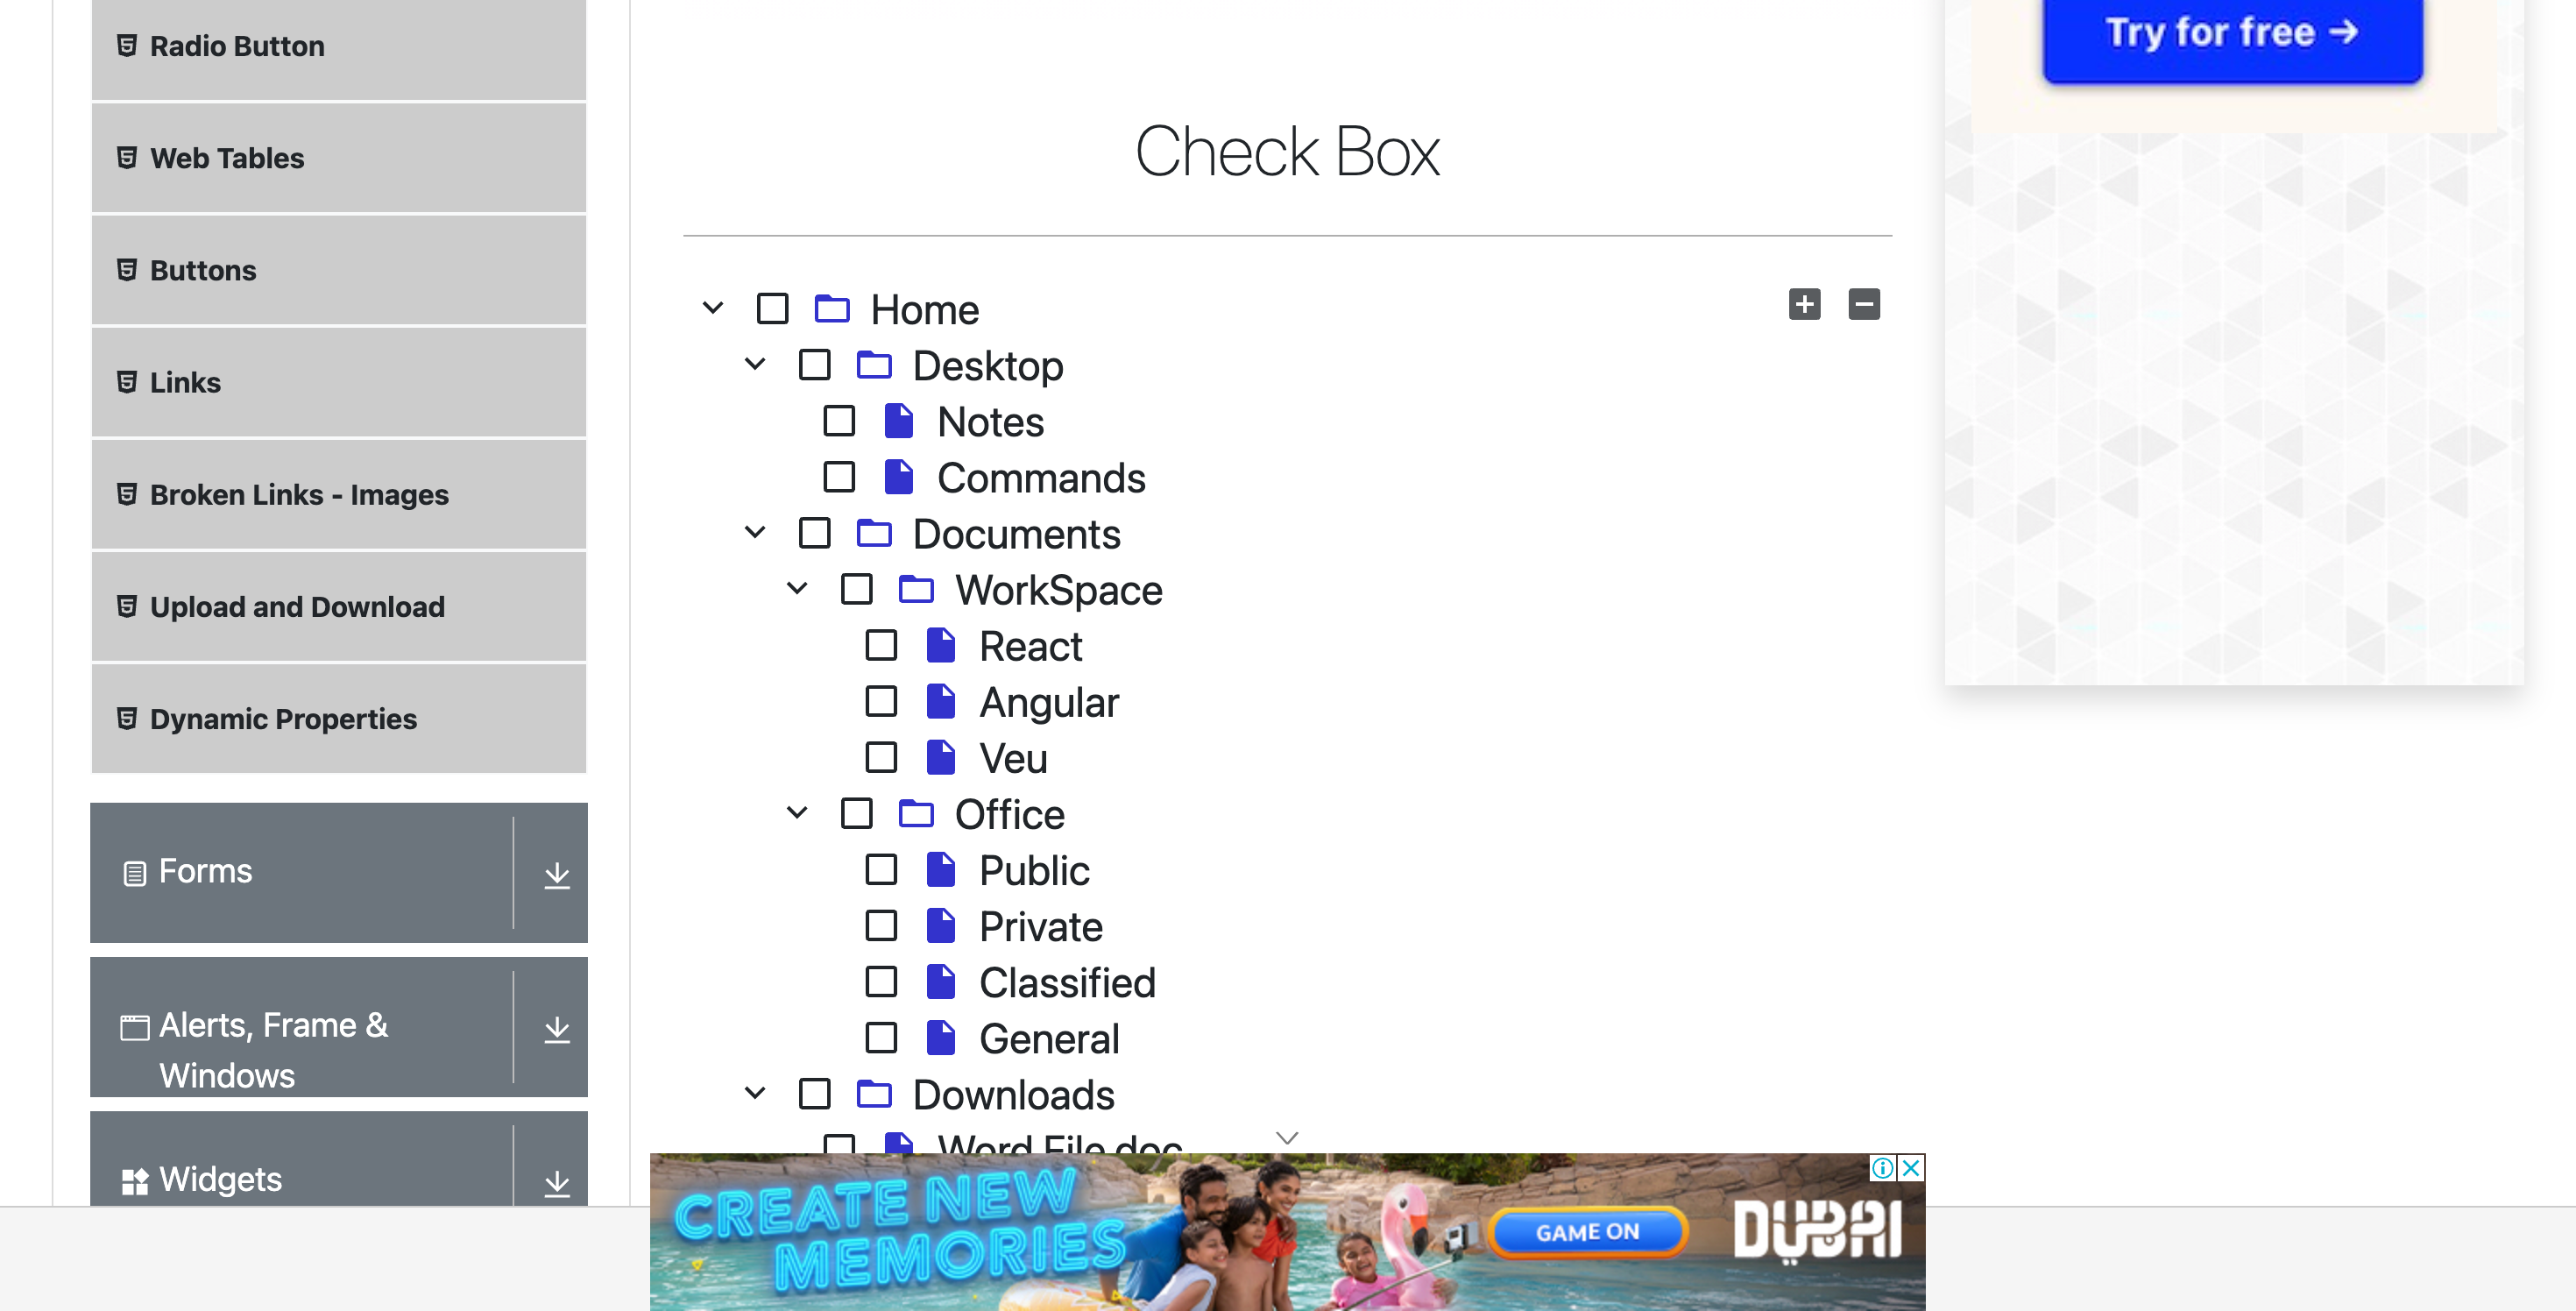 Radio Button
Web Tables
Buttons
Links
Broken Links - Images
Upload and Download
Dynamic Properties
Forms
Alerts, Frame &
Windows
Widgets
Check Box
Home
Desktop
Notes
Commands
Documents
WorkSpace
React
Angular
Veu
Office
Public
Private
Classified
General
Downloads
Word File.doc
Try for free →
CREATE NEW
MEMORIES
GAME ON
DUBAI